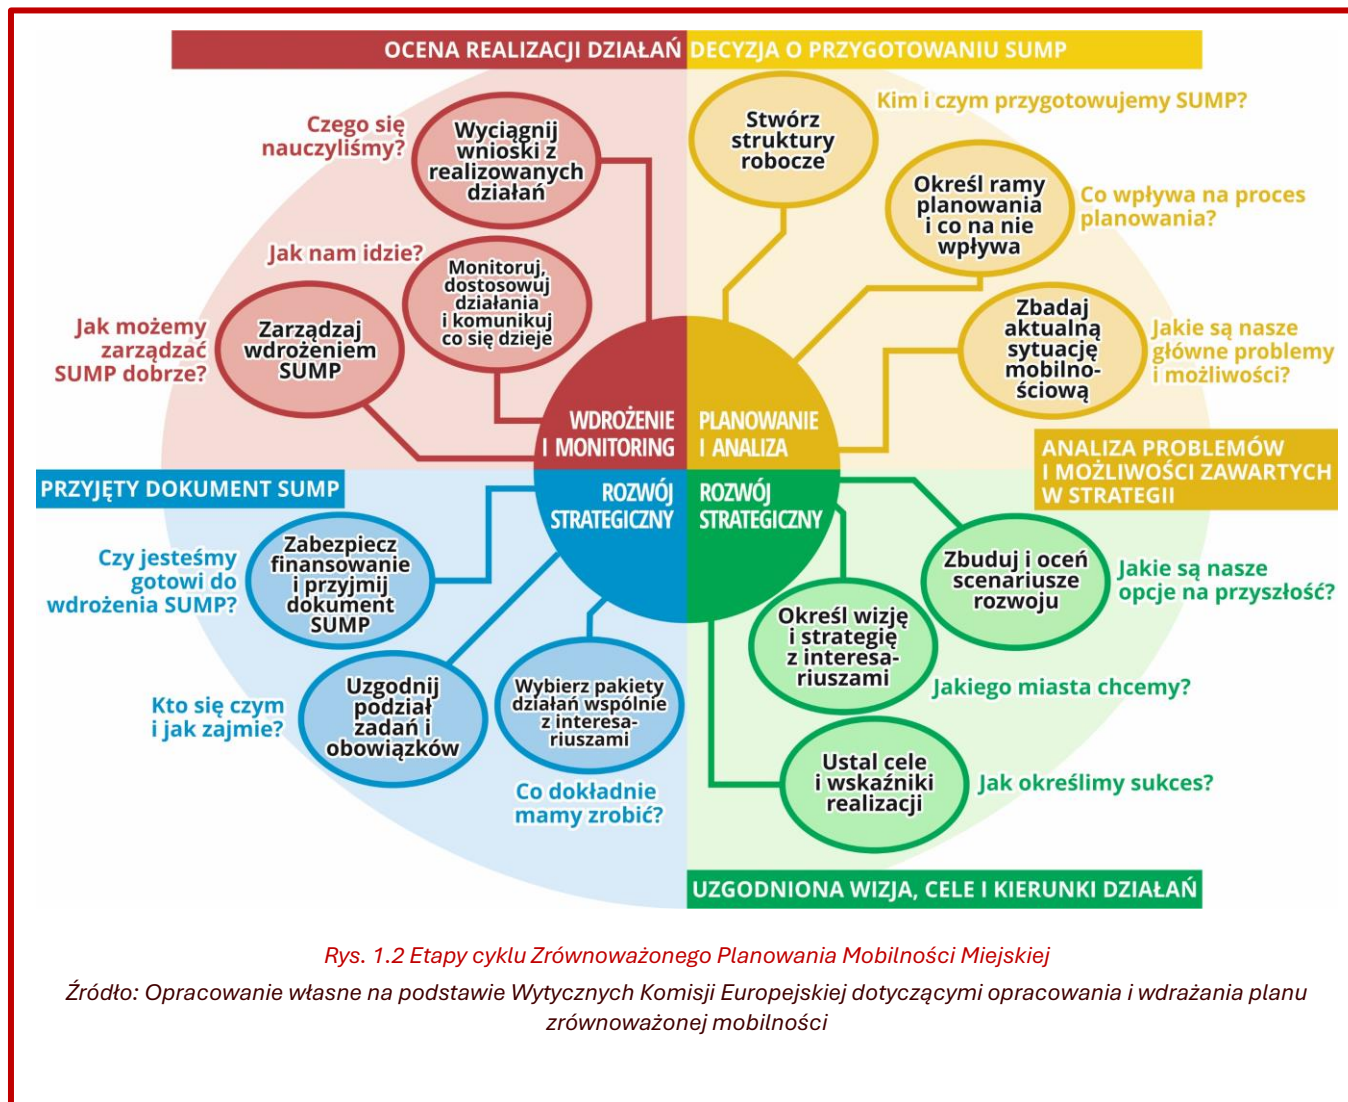 OCENA REALIZACJI DZIAŁAŃ
DECYZJA O PRZYGOTOWANIU SUMP
Czego się
nauczyliśmy?
Wyciągnij
wnioski z
realizowanych
działań
Jak nam idzie?
Monitoruj,
dostosowuj
działania
i komunikuj
co się dzieje
Jak możemy
zarządzać
SUMP dobrze?
Zarządzaj
wdrożeniem
SUMP
Stwórz
struktury
robocze
Kim i czym przygotowujemy SUMP?
Określ ramy
planowania
i co na nie
wpływa
Co wpływa na proces
planowania?
Zbadaj
aktualną
sytuację
mobilno-
ściową
Jakie są nasze
główne problemy
i możliwości?
WDROŻENIE
I MONITORING
PLANOWANIE
I ANALIZA
ROZWÓJ
STRATEGICZNY
ROZWÓJ
STRATEGICZNY
ANALIZA PROBLEMÓW
I MOŻLIWOŚCI ZAWARTYCH
W STRATEGII
PRZYJĘTY DOKUMENT SUMP
Czy jesteśmy
gotowi do
wdrożenia SUMP?
Zabezpiecz
finansowanie
i przyjmij
dokument
SUMP
Kto się czym
i jak zajmie?
Uzgodnij
podział
zadań i
obowiązków
Wybierz pakiety
działań wspólnie
z interesa-
riuszami
Co dokładnie
mamy zrobić?
Zbuduj i oceń
scenariusze
rozwoju
Jakie są nasze
opcje na przyszłość?
Określ wizję
i strategię
z interesa-
riuszami
Jakiego miasta chcemy?
Ustal cele
i wskaźniki
realizacji
Jak określimy sukces?
UZGODNIONA WIZJA, CELE I KIERUNKI DZIAŁAŃ
Rys. 1.2 Etapy cyklu Zrównoważonego Planowania Mobilności Miejskiej
Źródło: Opracowanie własne na podstawie Wytycznych Komisji Europejskiej dotyczącymi opracowania i wdrażania planu
zrównoważonej mobilności